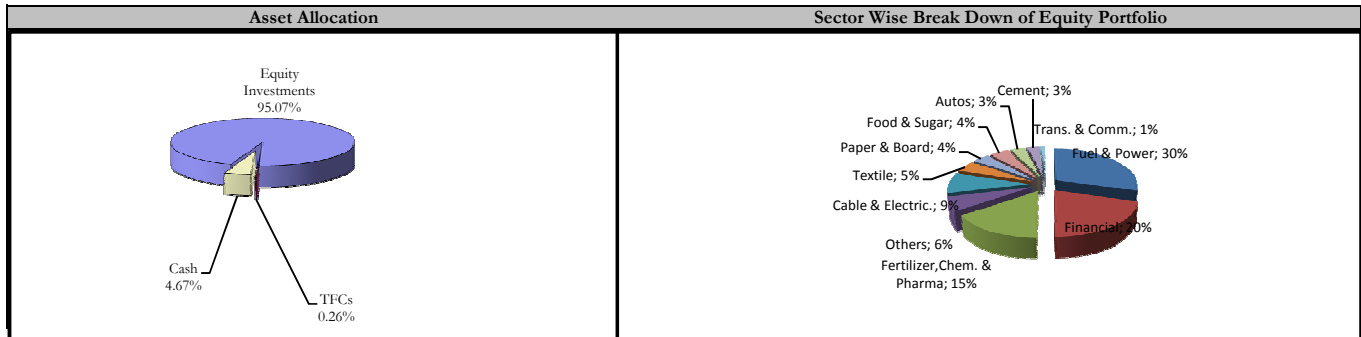 Asset Allocation
Equity
Investments
95.07%
Cash
4.67%
TFCs
0.26%
Sector Wise Break Down of Equity Portfolio
Cement; 3%
Autos; 3%
Food & Sugar; 4%
Trans. & Comm.; 1%
Paper & Board; 4%
Fuel & Power; 30%
Textile; 5%
Cable & Electric.; 9%
Financial; 20%
Others; 6%
Fertilizer,Chem. &
Pharma; 15%